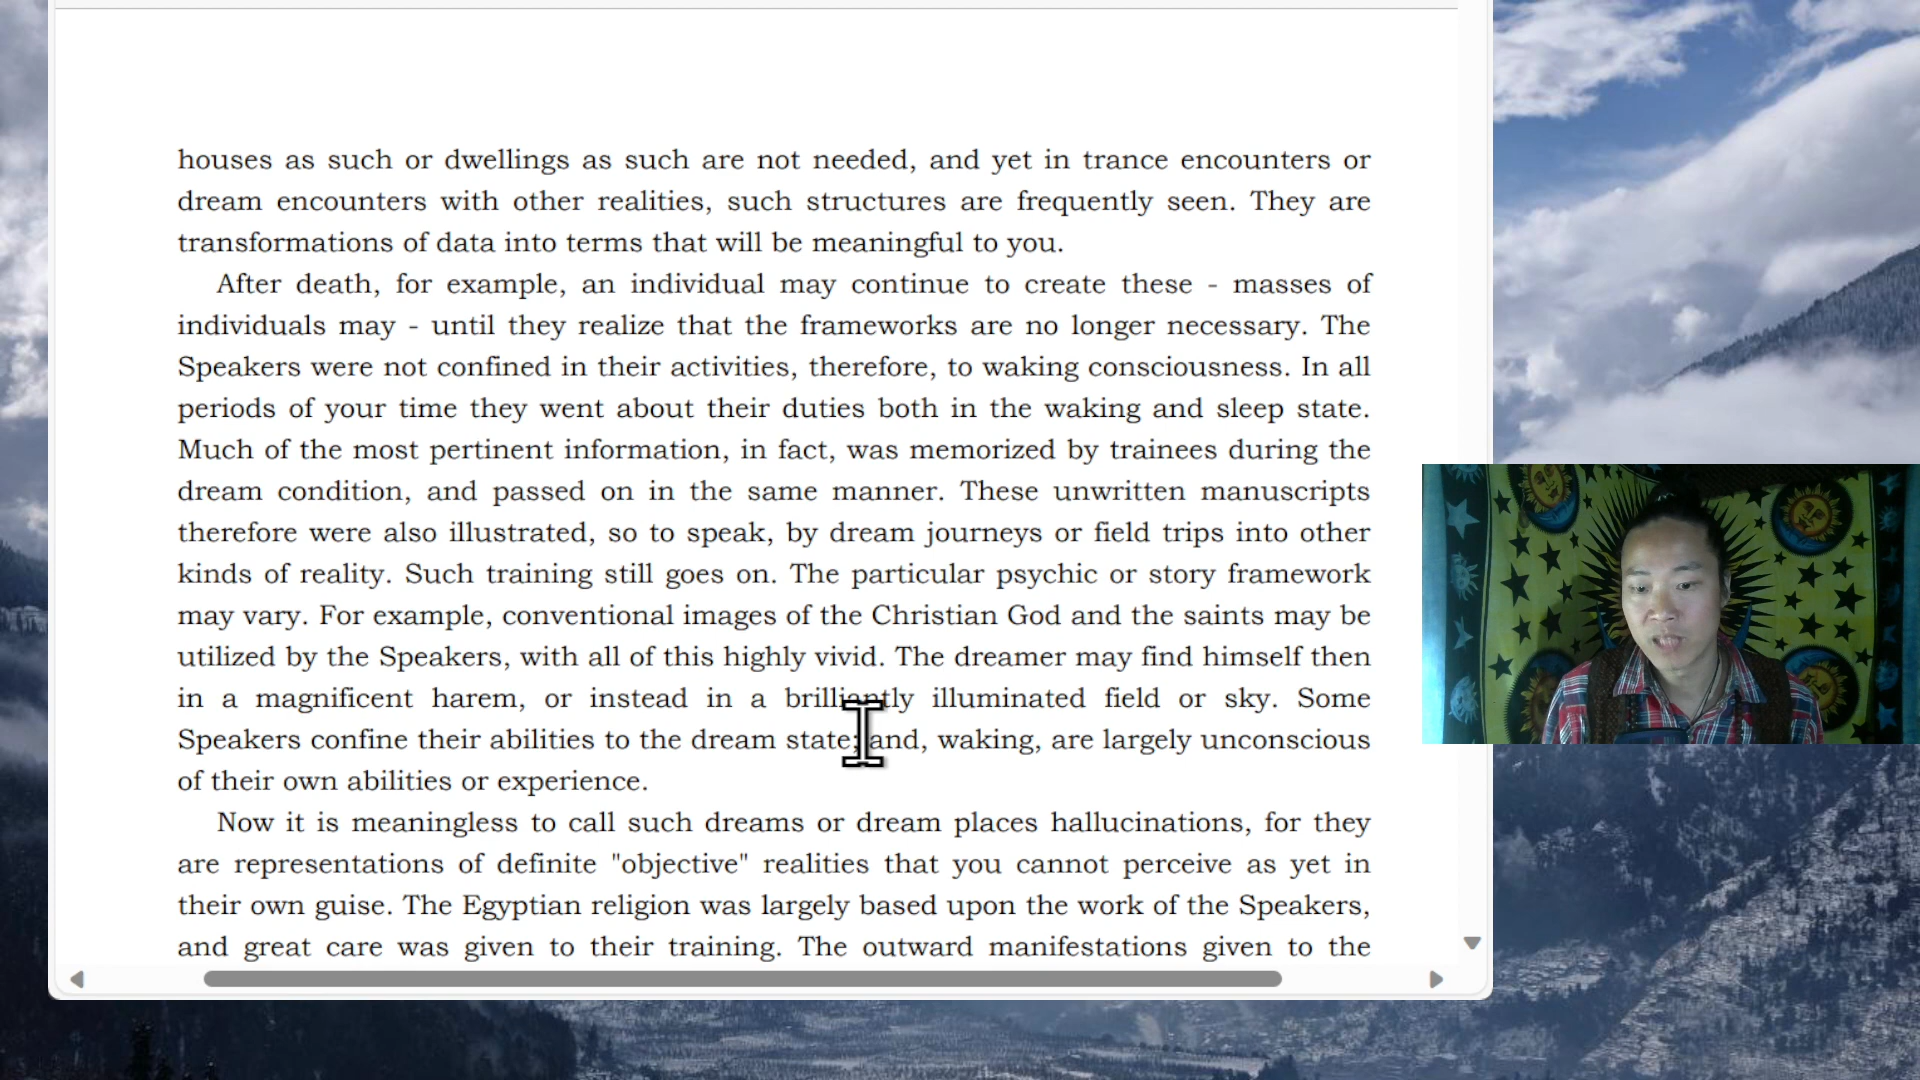 houses as such or dwellings as such are not needed, and yet in trance encounters or
dream encounters with other realities, such structures are frequently seen. They are
transformations of data into terms that will be meaningful to you.
After death, for example, an individual may continue to create these - masses of
individuals may - until they realize that the frameworks are no longer necessary. The
Speakers were not confined in their activities, therefore, to waking consciousness. In all
periods of your time they went about their duties both in the waking and sleep state.
Much of the most pertinent information, in fact, was memorized by trainees during the
dream condition, and passed on in the same manner. These unwritten manuscripts
therefore were also illustrated, so to speak, by dream journeys or field trips into other
kinds of reality. Such training still goes on. The particular psychic or story framework
may vary. For example, conventional images of the Christian God and the saints may be
utilized by the Speakers, with all of this highly vivid. The dreamer may find himself then
in a magnificent harem, or instead in a brilliantly illuminated field or sky. Some
Speakers confine their abilities to the dream state; and, waking, are largely unconscious
of their own abilities or experience.
Now it is meaningless to call such dreams or dream places hallucinations, for they
are representations of definite "objective" realities that you cannot perceive as yet in
their own guise. The Egyptian religion was largely based upon the work of the Speakers,
and great care was given to their training. The outward manifestations given to the